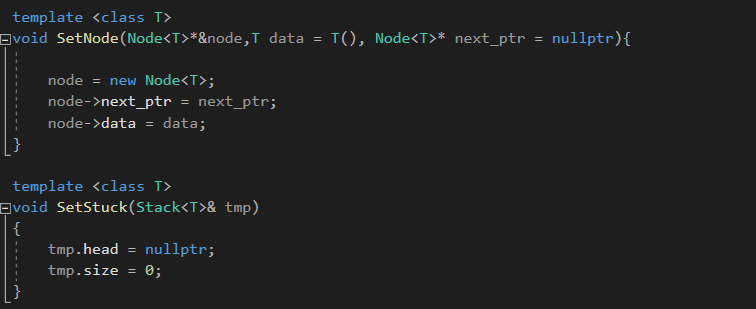 template <class T>
void SetNode(Node<T>*&node,T data = T(), Node<T>* next_ptr = nullptr){
node = new Node<T>;
node->next_ptr = next_ptr;
node->data = data;
}
template <class T>
void SetStuck(Stack<T>& tmp)
{
tmp.head = nullptr;
tmp.size = 0;
}